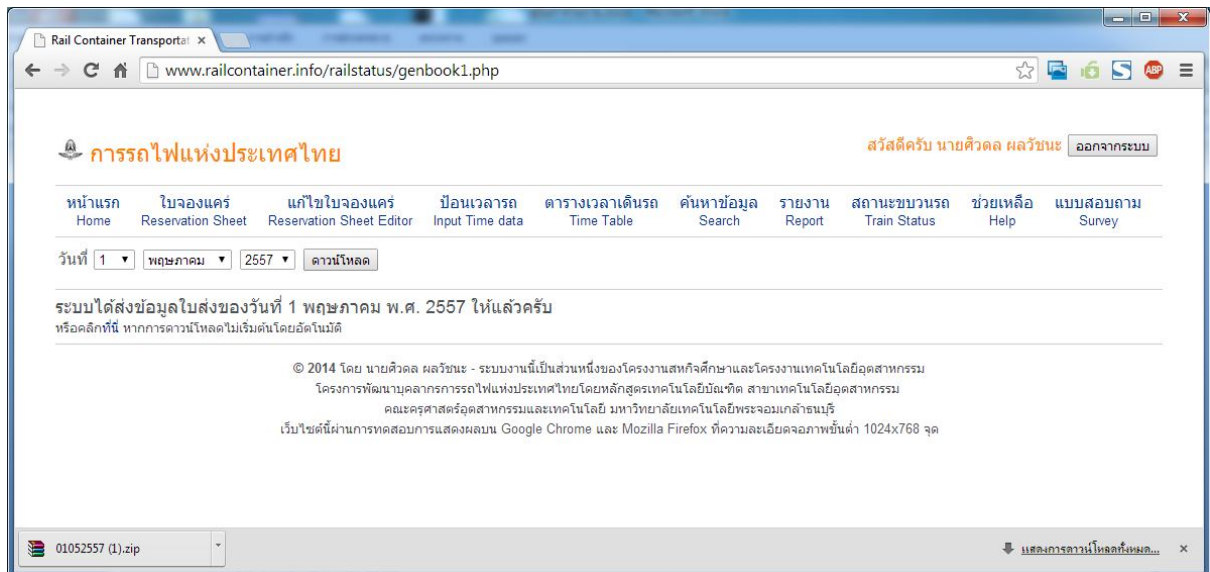 Rail Container Transportat
www.railcontainer.info/railstatus/genbook1.php
ABP
การรถไฟแห่งประเทศไทย
สวัสดีครับ นายศิวดล ผลวัชนะ ออกจากระบบ
หน้าแรก ใบจองแคร่ แก้ไขใบจองแคร่ ป้อนเวลารถ ตารางเวลาเดินรถ ค้นหาข้อมูล รายงาน สถานะขบวนรถ ช่วยเหลือ แบบสอบถาม
Home Reservation Sheet Reservation Sheet Editor Input Time data Time Table Search Report Train Status Help Survey
วันที่ 1 พฤษภาคม 2557 ดาวน์โหลด
ระบบได้ส่งข้อมูลใบส่งของวันที่ 1 พฤษภาคม พ.ศ. 2557 ให้แล้วครับ
หรือคลิกที่นี่ หากการดาวน์โหลดไม่เริ่มต้นโดยอัตโนมัติ
© 2014 โดย นายศิวดล ผลวัชนะ - ระบบงานนี้เป็นส่วนหนึ่งของโครงงานสหกิจศึกษาและโครงงานเทคโนโลยีอุตสาหกรรม
โครงการพัฒนาบุคลากรการรถไฟแห่งประเทศไทยโดยหลักสูตรเทคโนโลยีบัณฑิต สาขาเทคโนโลยีอุตสาหกรรม
คณะครุศาสตร์อุตสาหกรรมและเทคโนโลยี มหาวิทยาลัยเทคโนโลยีพระจอมเกล้าธนบุรี
เว็บไซต์นี้ผ่านการทดสอบการแสดงผลบน Google Chrome และ Mozilla Firefox ที่ความละเอียดจอภาพขั้นต่ำ 1024x768 จุด
01052557 (1).zip
แสดงการดาวน์โหลดทั้งหมด...